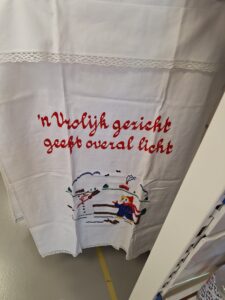 'n Vrolijk gezicht
geeft overal licht